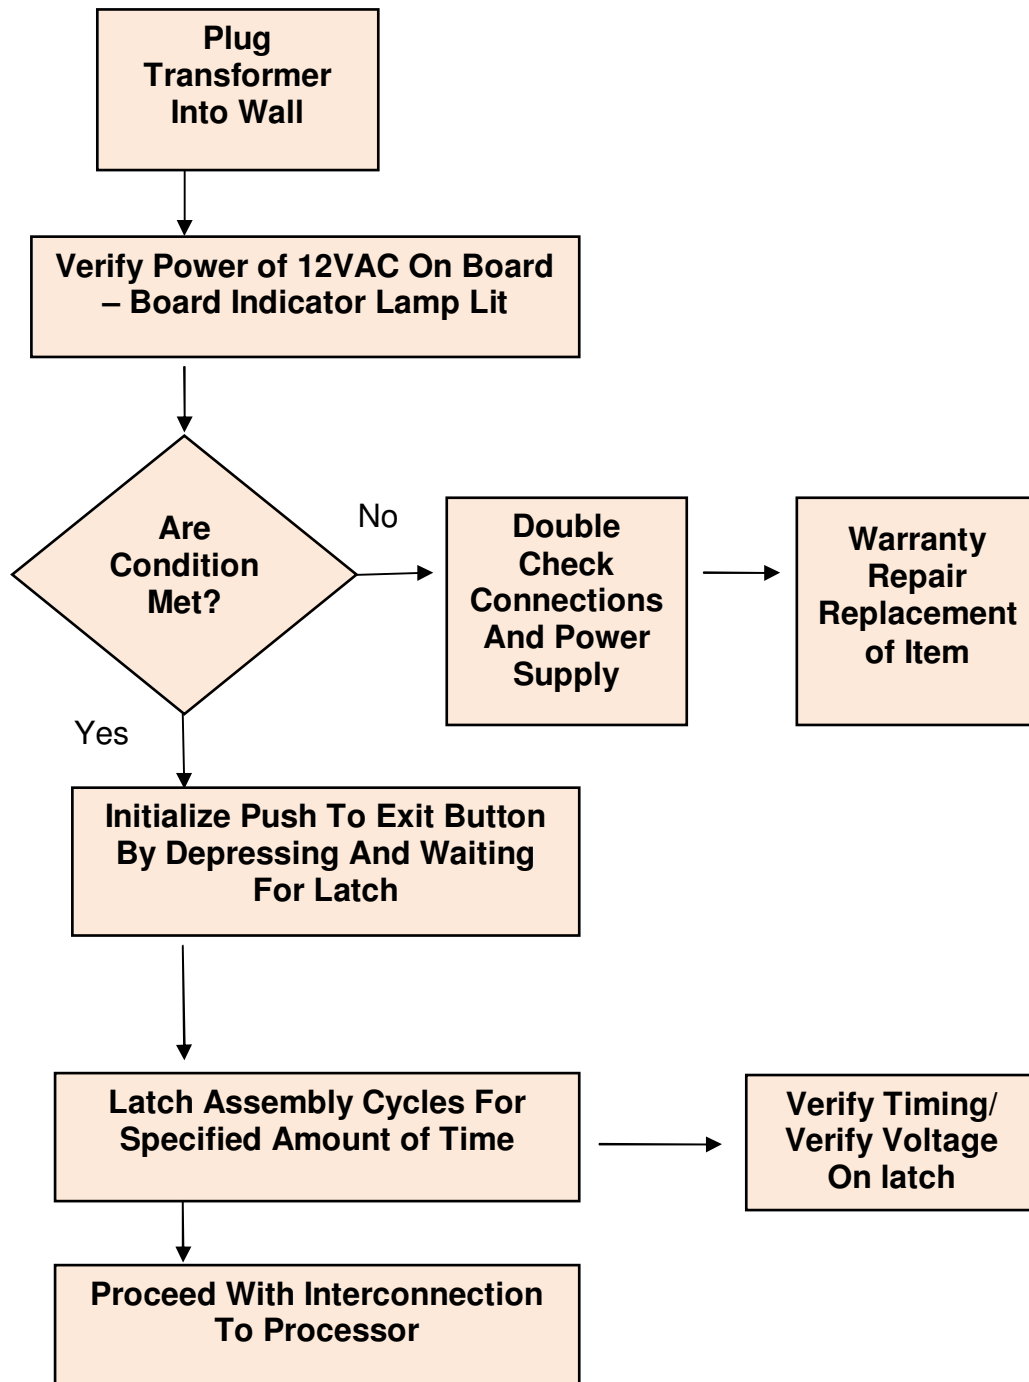 Plug
Transformer
Into Wall
Verify Power of 12VAC On Board
– Board Indicator Lamp Lit
Are
Condition
Met?
No
Double
Check
Connections
And Power
Supply
Warranty
Repair
Replacement
of Item
Yes
Initialize Push To Exit Button
By Depressing And Waiting
For Latch
Latch Assembly Cycles For
Specified Amount of Time
Verify Timing/
Verify Voltage
On latch
Proceed With Interconnection
To Processor